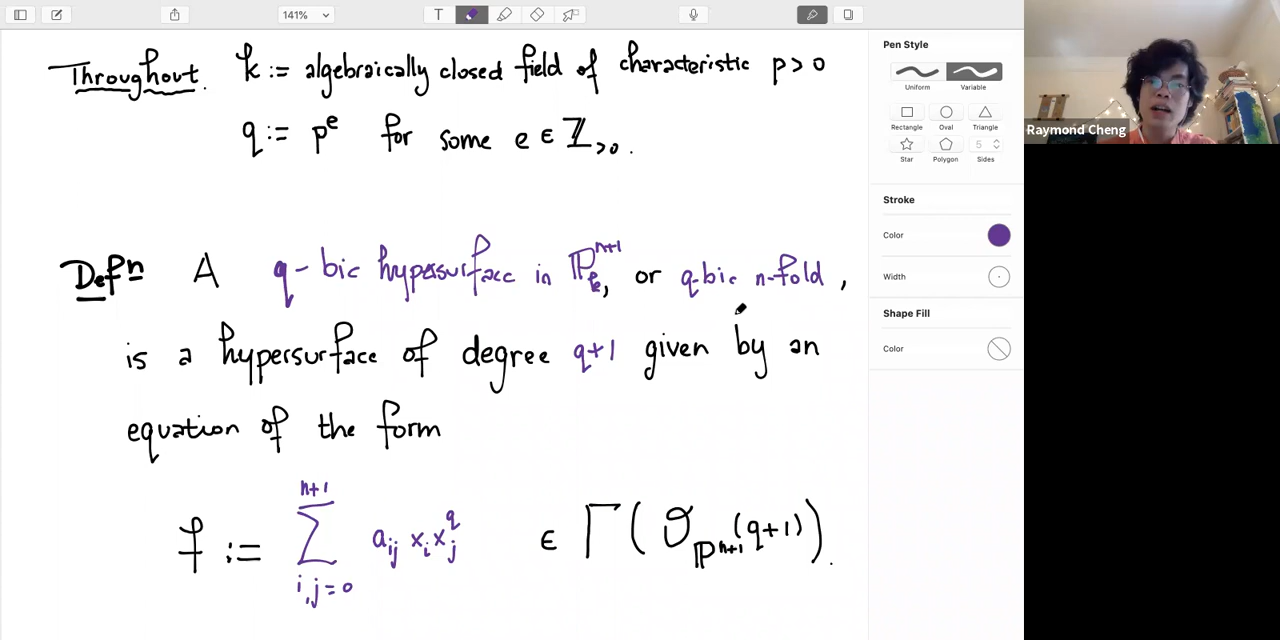 141%
T
Throughout. k := algebraically closed field of characteristic p > 0
q := p^e for some e ∈ ℤ_{>0}.
Defn A q-bic hypersurface in ℙ^{n+1}_k, or q-bic n-fold,
is a hypersurface of degree q+1 given by an
equation of the form
f := ∑_{i,j=0}^{n+1} a_{ij} x_i x_j^q ∈ Γ(𝒪_{ℙ^{n+1}}(q+1)).
Pen Style
Uniform Variable
Rectangle Oval Triangle
5
Star Polygon Sides
Stroke
Color
Width
Shape Fill
Color
Raymond Cheng